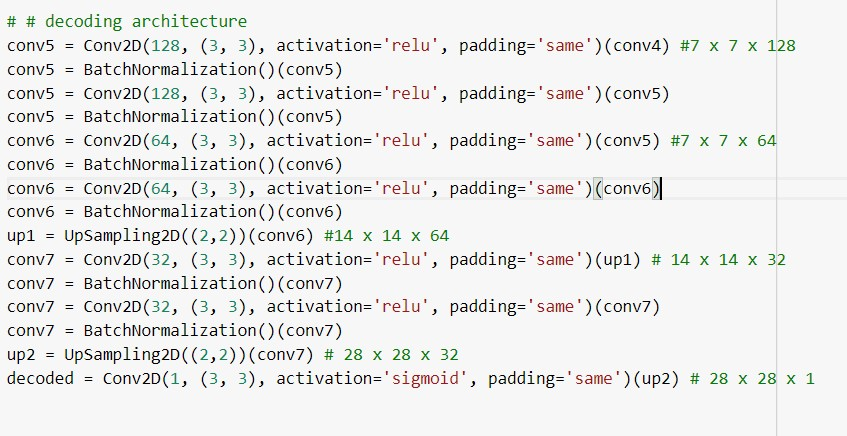 # # decoding architecture
conv5 = Conv2D(128, (3, 3), activation='relu', padding='same')(conv4) #7 x 7 x 128
conv5 = BatchNormalization()(conv5)
conv5 = Conv2D(128, (3, 3), activation='relu', padding='same')(conv5)
conv5 = BatchNormalization()(conv5)
conv6 = Conv2D(64, (3, 3), activation='relu', padding='same')(conv5) #7 x 7 x 64
conv6 = BatchNormalization()(conv6)
conv6 = Conv2D(64, (3, 3), activation='relu', padding='same')(conv6)
conv6 = BatchNormalization()(conv6)
up1 = UpSampling2D((2,2))(conv6) #14 x 14 x 64
conv7 = Conv2D(32, (3, 3), activation='relu', padding='same')(up1) # 14 x 14 x 32
conv7 = BatchNormalization()(conv7)
conv7 = Conv2D(32, (3, 3), activation='relu', padding='same')(conv7)
conv7 = BatchNormalization()(conv7)
up2 = UpSampling2D((2,2))(conv7) # 28 x 28 x 32
decoded = Conv2D(1, (3, 3), activation='sigmoid', padding='same')(up2) # 28 x 28 x 1